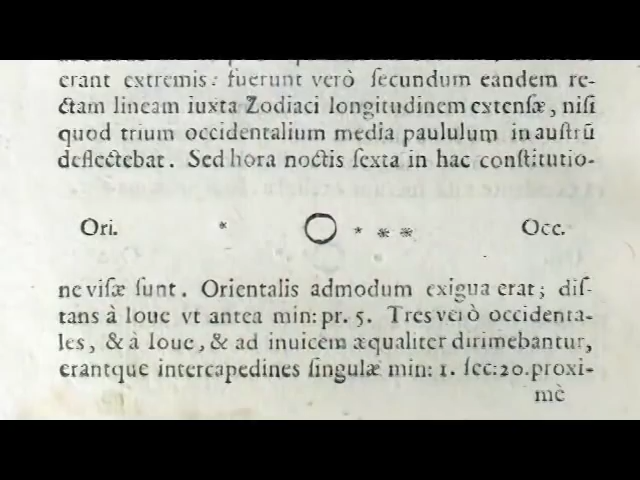 erant extremis: fuerunt verò ſecundum eandem re-
ctam lineam iuxta Zodiaci longitudinem extenſæ, niſi
quod trium occidentalium media paululum in auſtrū
deflectebat. Sed hora noctis ſexta in hac conſtitutio-
Ori. * O * * * Occ.
ne viſæ ſunt. Orientalis admodum exigua erat; diſ-
tans à Ioue vt antea min: pr. 5. Tres verò occidenta-
les, & à Ioue, & ad inuicem æqualiter dirimebantur,
erantque intercapedines ſingulæ min: 1. ſec: 20. proxi-
mè